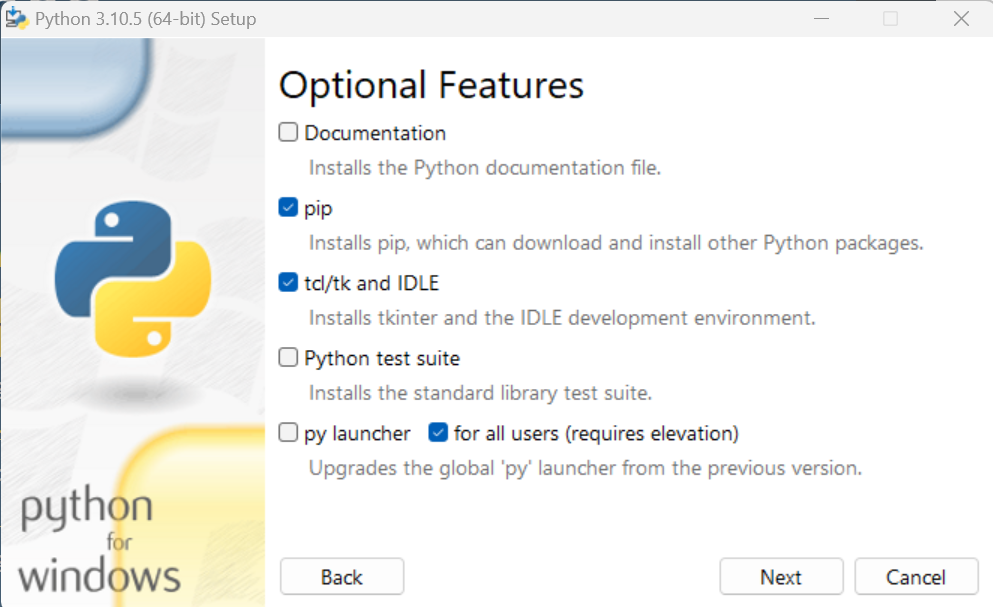 Python 3.10.5 (64-bit) Setup
Optional Features
Documentation
Installs the Python documentation file.
pip
Installs pip, which can download and install other Python packages.
tcl/tk and IDLE
Installs tkinter and the IDLE development environment.
Python test suite
Installs the standard library test suite.
py launcher for all users (requires elevation)
Upgrades the global 'py' launcher from the previous version.
python
for
windows
Back Next Cancel